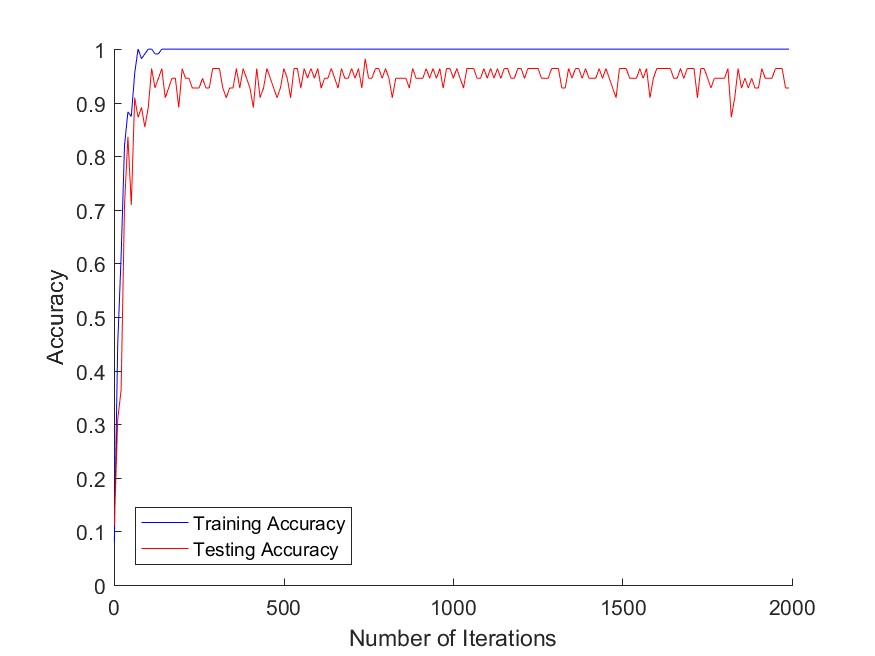 1
0.9
0.8
0.7
0.6
0.5
0.4
0.3
0.2
0.1
0
Accuracy
Training Accuracy
Testing Accuracy
0 500 1000 1500 2000
Number of Iterations